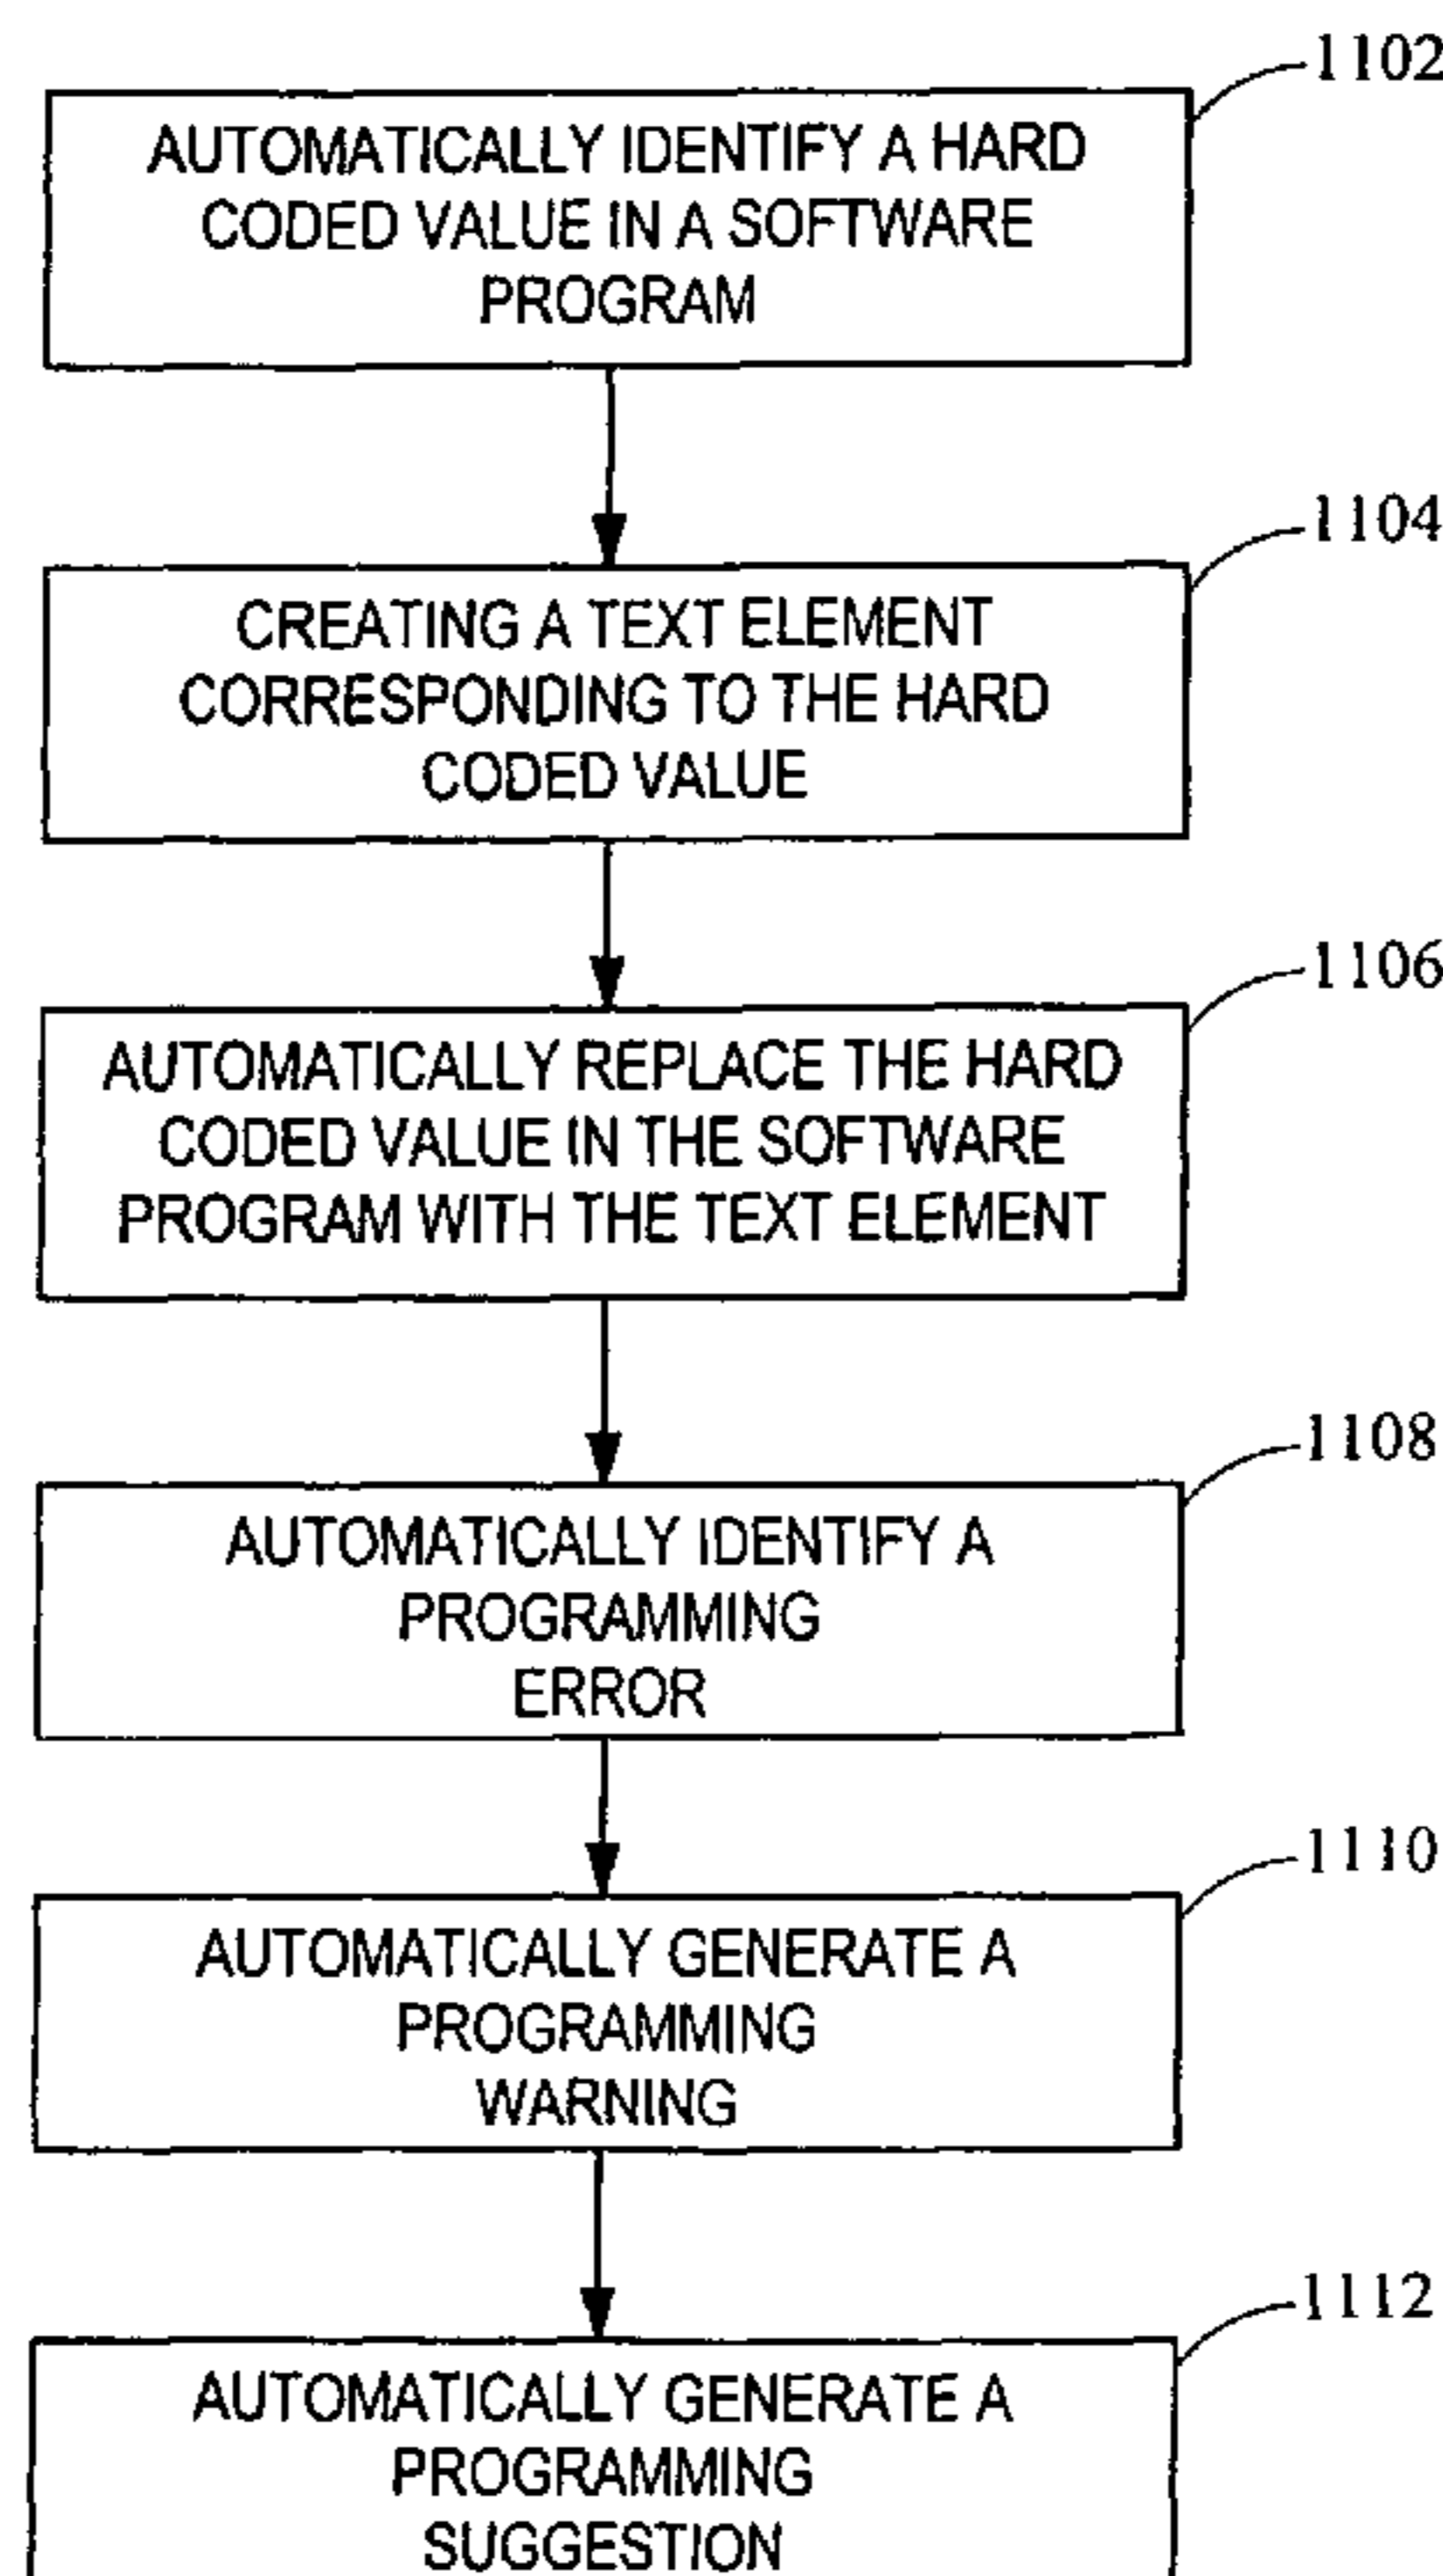 1102
AUTOMATICALLY IDENTIFY A HARD
CODED VALUE IN A SOFTWARE
PROGRAM
1104
CREATING A TEXT ELEMENT
CORRESPONDING TO THE HARD
CODED VALUE
1106
AUTOMATICALLY REPLACE THE HARD
CODED VALUE IN THE SOFTWARE
PROGRAM WITH THE TEXT ELEMENT
1108
AUTOMATICALLY IDENTIFY A
PROGRAMMING
ERROR
1110
AUTOMATICALLY GENERATE A
PROGRAMMING
WARNING
1112
AUTOMATICALLY GENERATE A
PROGRAMMING
SUGGESTION